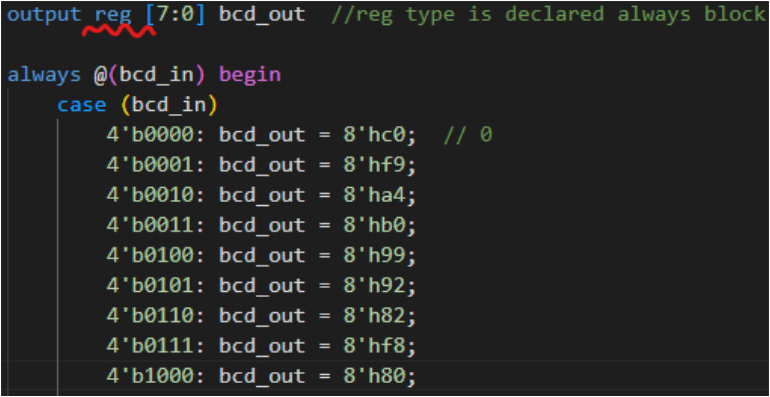 output reg [7:0] bcd_out  //reg type is declared always block
always @(bcd_in) begin
    case (bcd_in)
        4'b0000: bcd_out = 8'hc0;  // 0
        4'b0001: bcd_out = 8'hf9;
        4'b0010: bcd_out = 8'ha4;
        4'b0011: bcd_out = 8'hb0;
        4'b0100: bcd_out = 8'h99;
        4'b0101: bcd_out = 8'h92;
        4'b0110: bcd_out = 8'h82;
        4'b0111: bcd_out = 8'hf8;
        4'b1000: bcd_out = 8'h80;